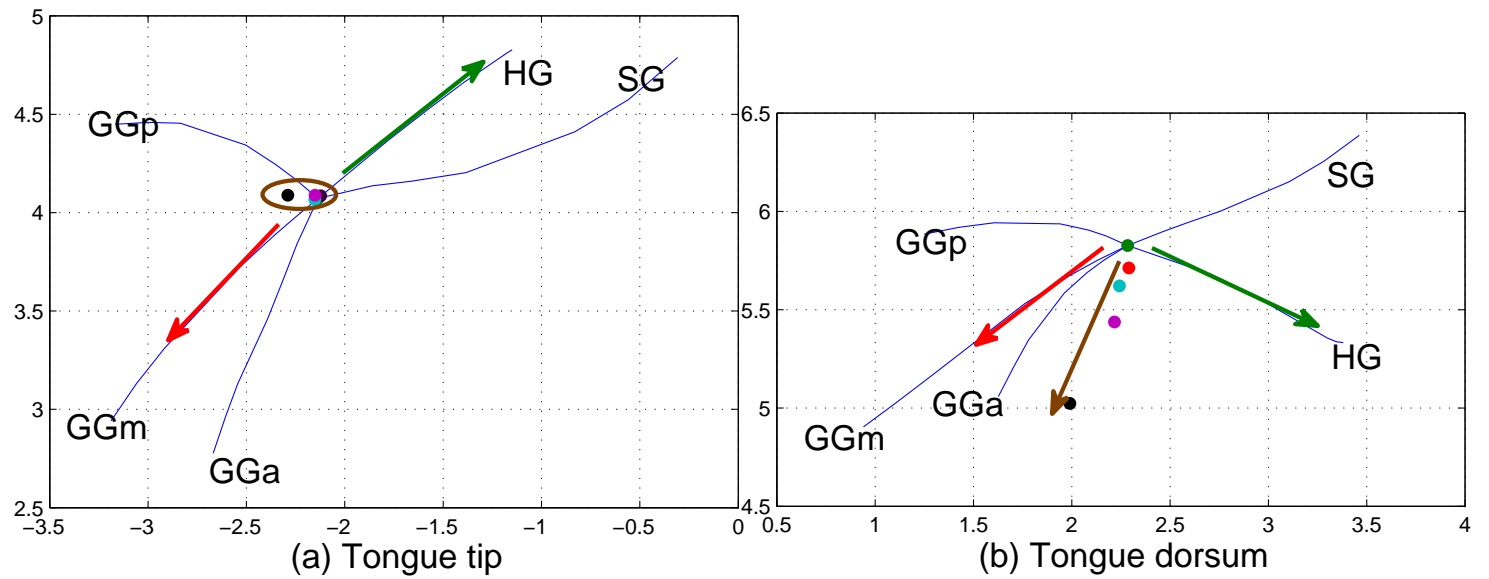 5
HG
SG
4.5
GGp
4
3.5
3
GGm
GGa
2.5
−3.5 −3 −2.5 −2 −1.5 −1 −0.5 0
(a) Tongue tip
6.5
SG
6
GGp
5.5
HG
GGa
5
GGm
4.5
0.5 1 1.5 2 2.5 3 3.5 4
(b) Tongue dorsum